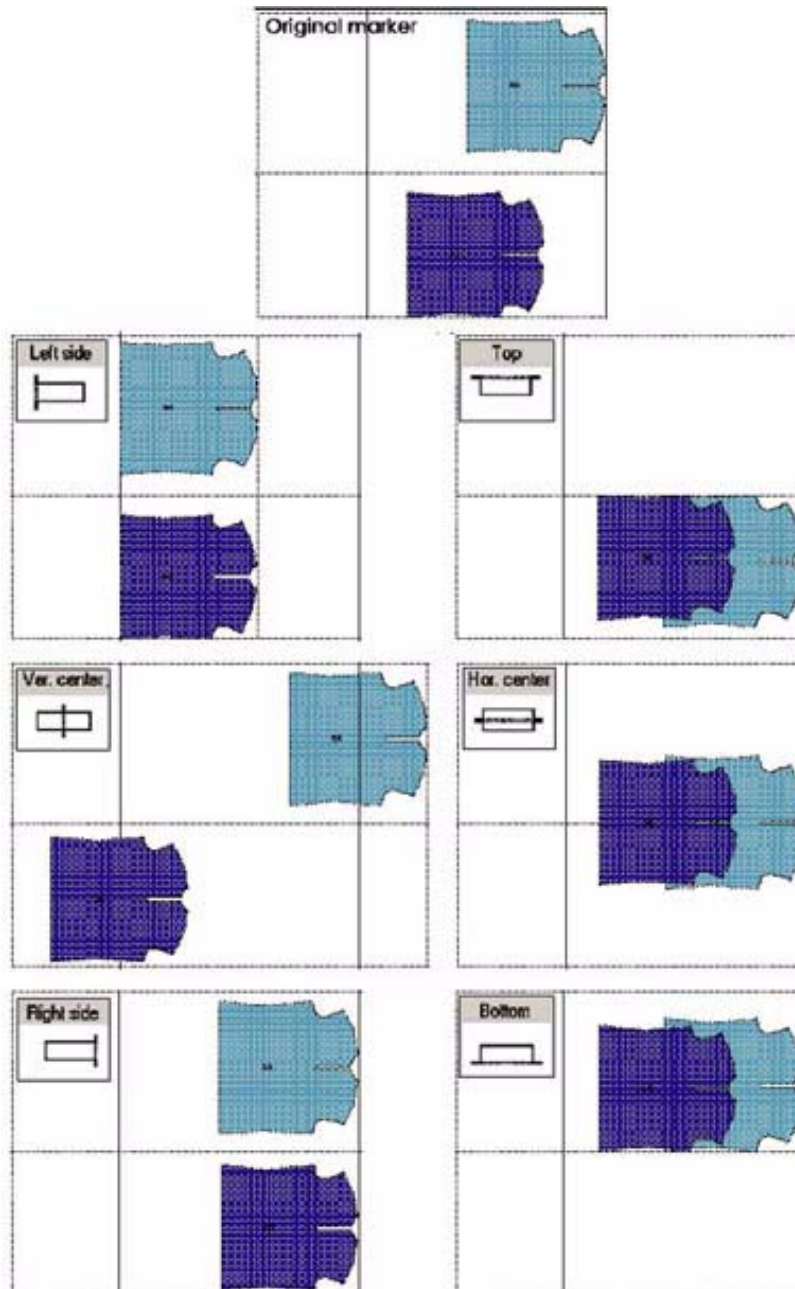 Original marker
Left side
Top
Ver. center
Hor. center
Right side
Bottom